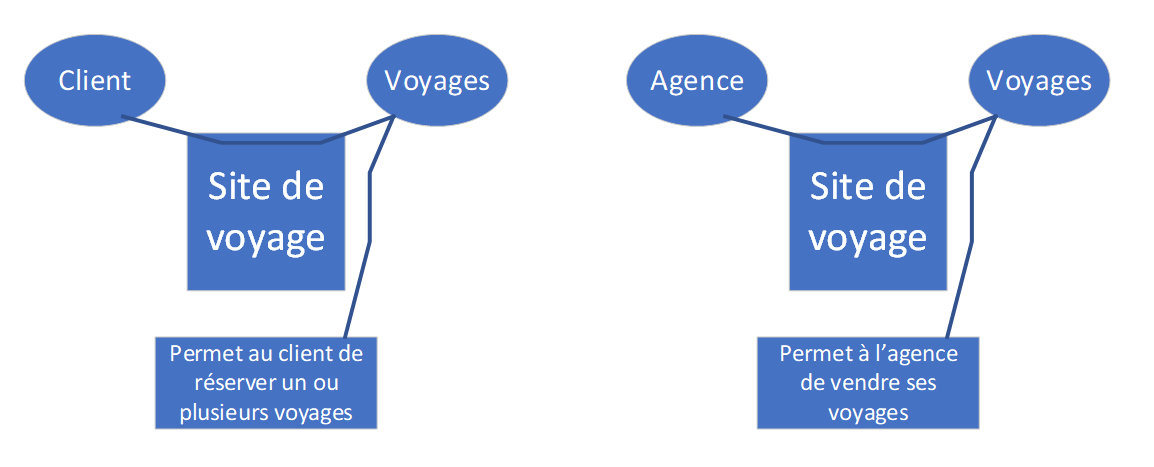 Client
Voyages
Site de
voyage
Permet au client de
réserver un ou
plusieurs voyages
Agence
Voyages
Site de
voyage
Permet à l’agence
de vendre ses
voyages